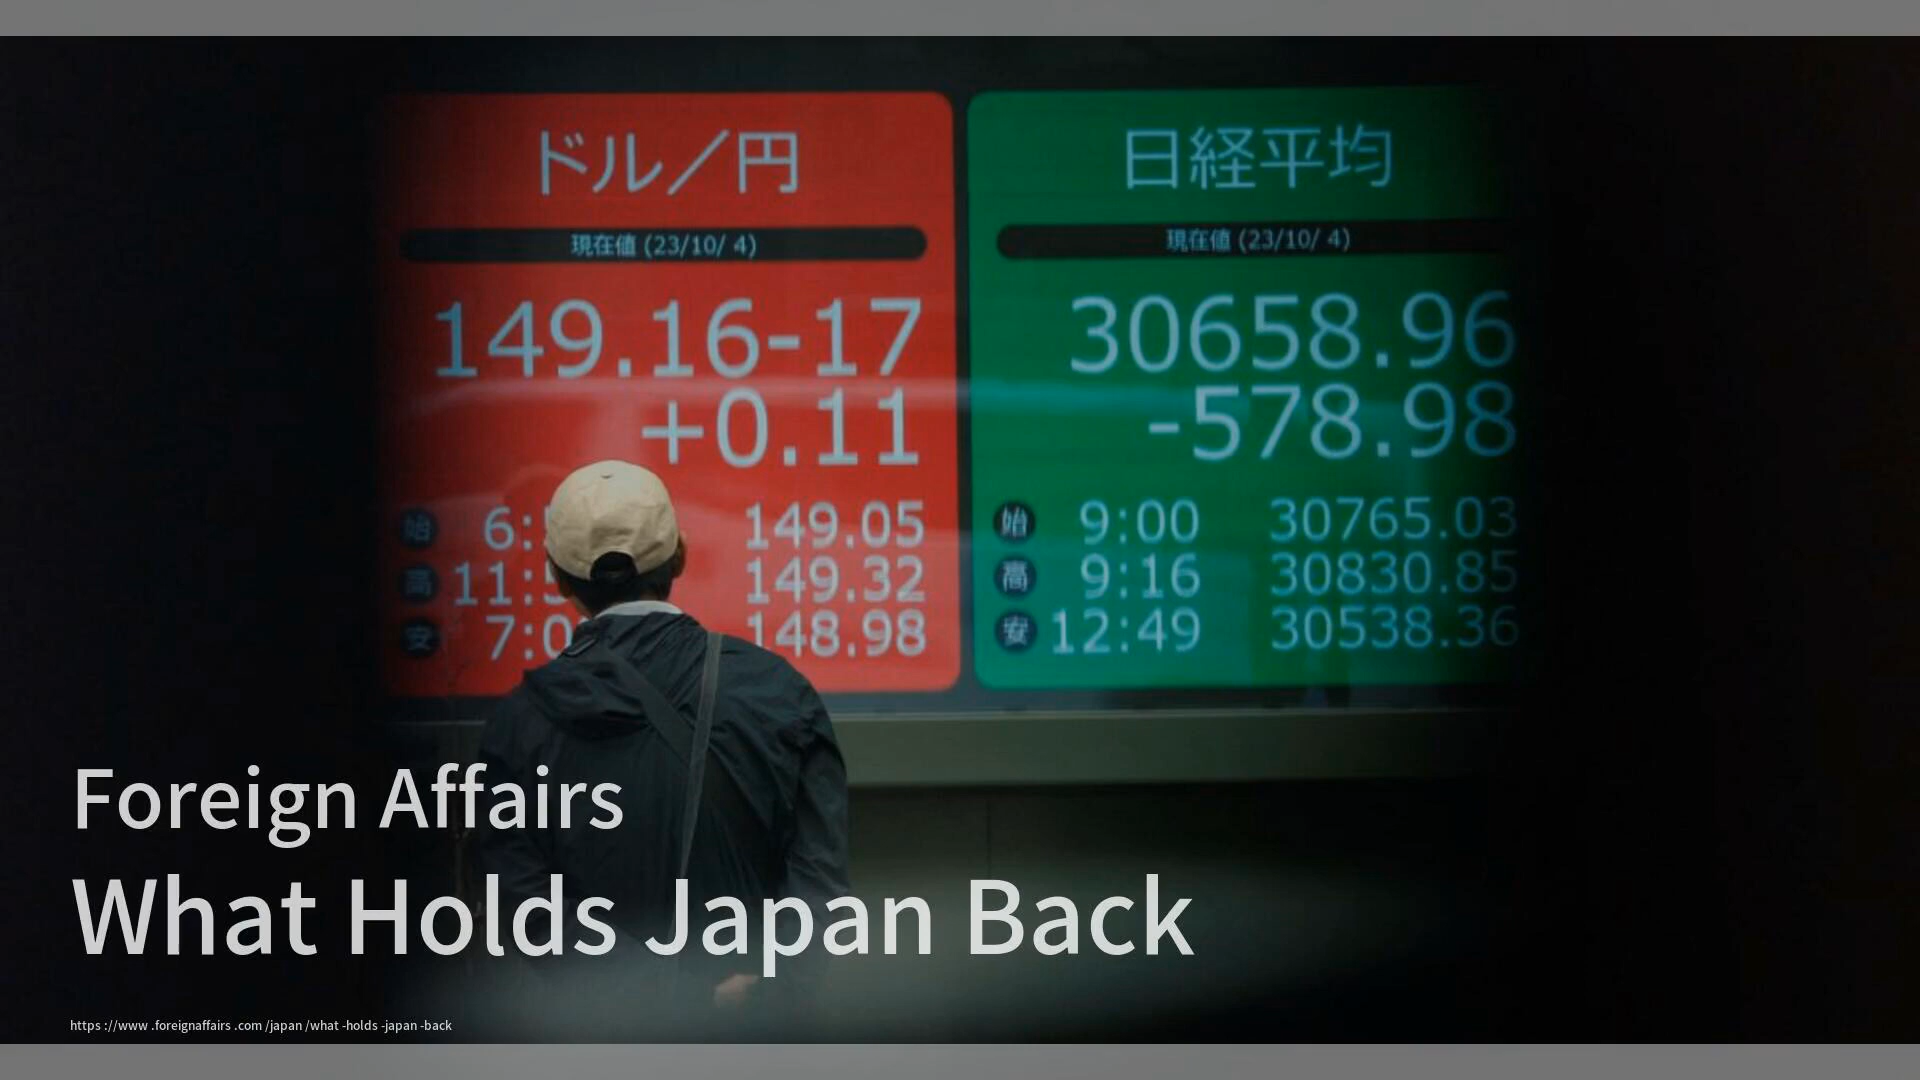 ドル／円
現在値 (23/10/ 4)
149.16-17
+0.11
始 6:
149.05
高 11:5
149.32
安 7:0
148.98
日経平均
現在値 (23/10/ 4)
30658.96
-578.98
始 9:00 30765.03
高 9:16 30830.85
安 12:49 30538.36
Foreign Affairs
What Holds Japan Back
https ://www .foreignaffairs .com /japan /what -holds -japan -back